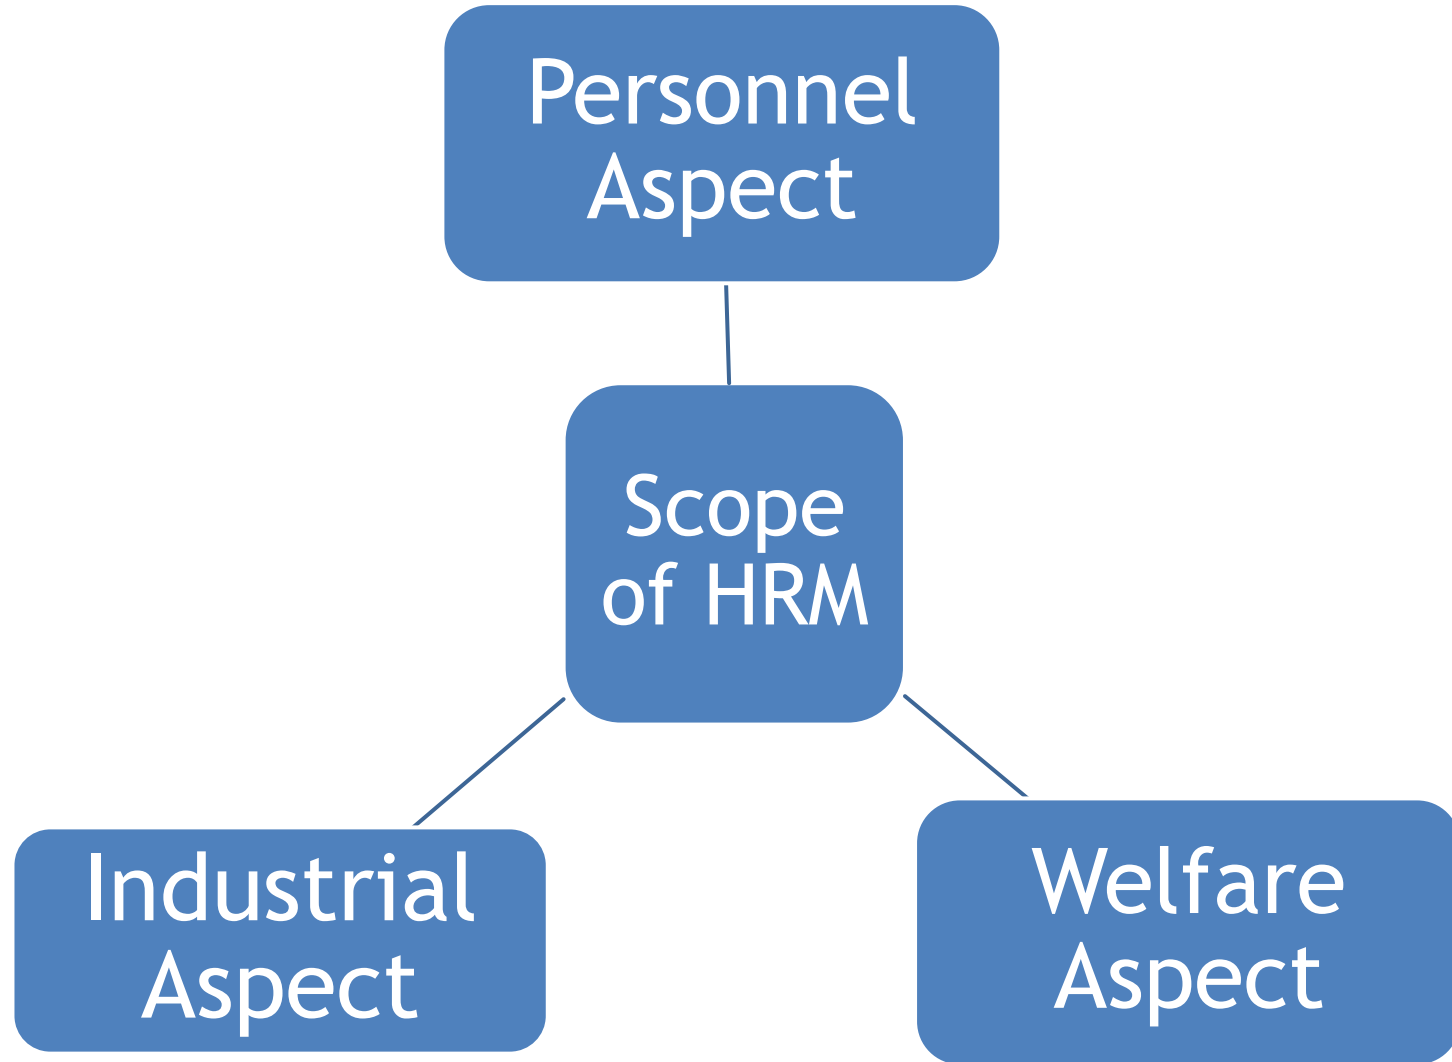 Personnel
Aspect
Scope
of HRM
Industrial
Aspect
Welfare
Aspect